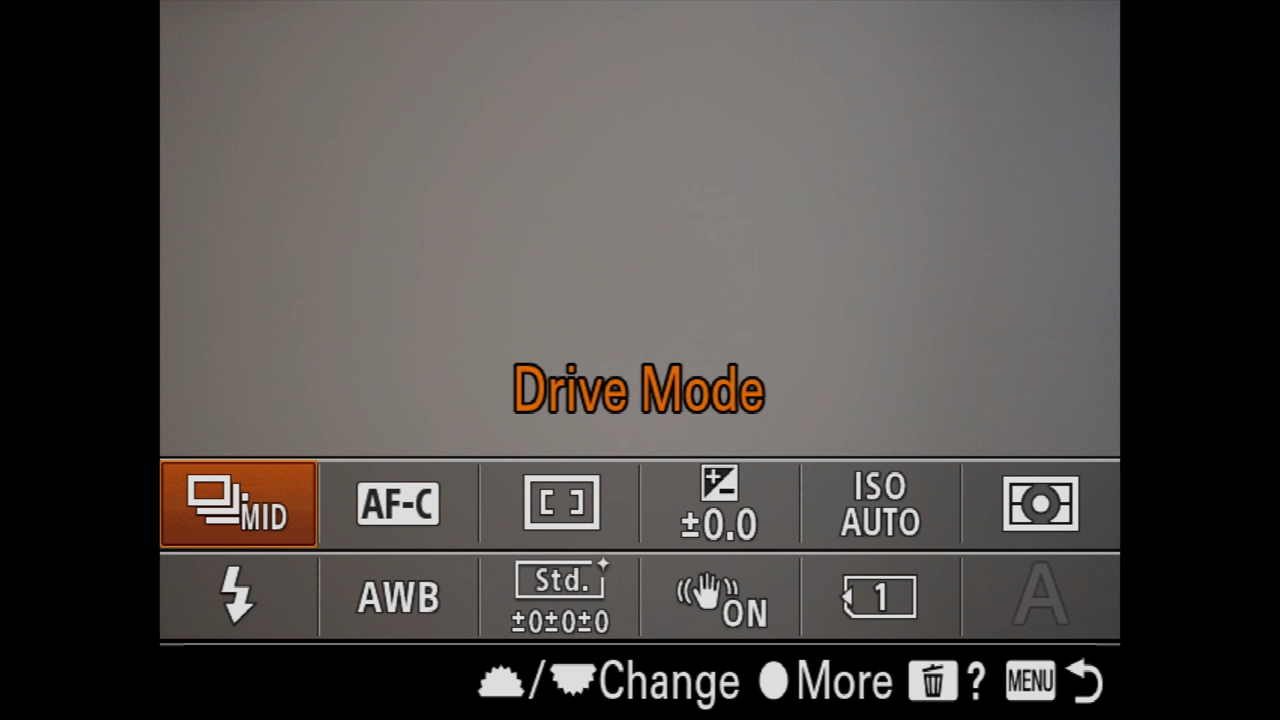 Drive Mode
MID AF-C ±0.0 ISO AUTO
AWB Std. ±0±0±0 ON 1 A
/ Change More ? MENU